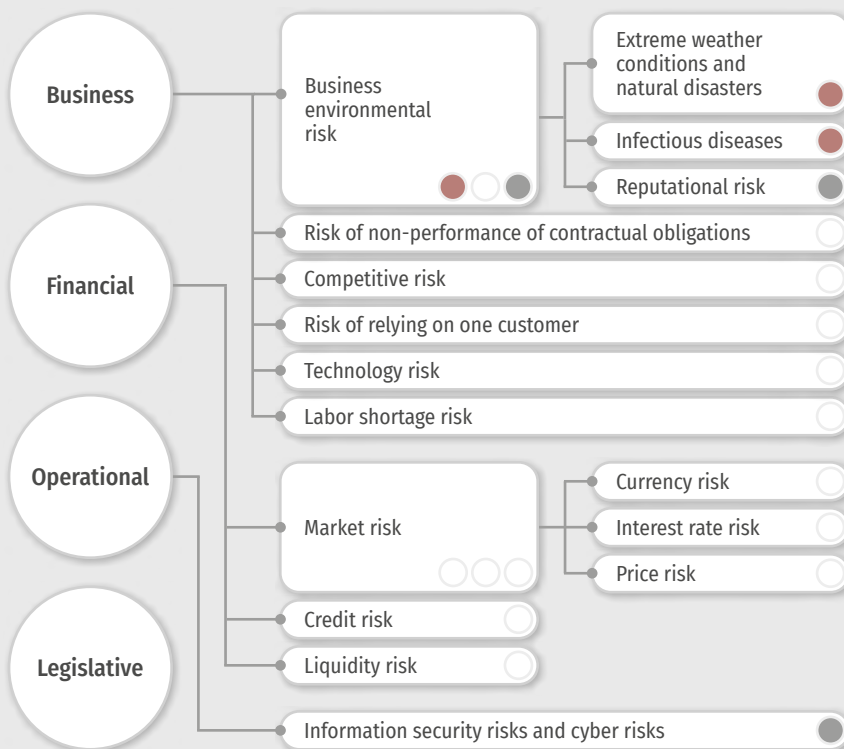 Business
Financial
Operational
Legislative
Business
environmental
risk
Extreme weather
conditions and
natural disasters
Infectious diseases
Reputational risk
Risk of non-performance of contractual obligations
Competitive risk
Risk of relying on one customer
Technology risk
Labor shortage risk
Market risk
Currency risk
Interest rate risk
Price risk
Credit risk
Liquidity risk
Information security risks and cyber risks